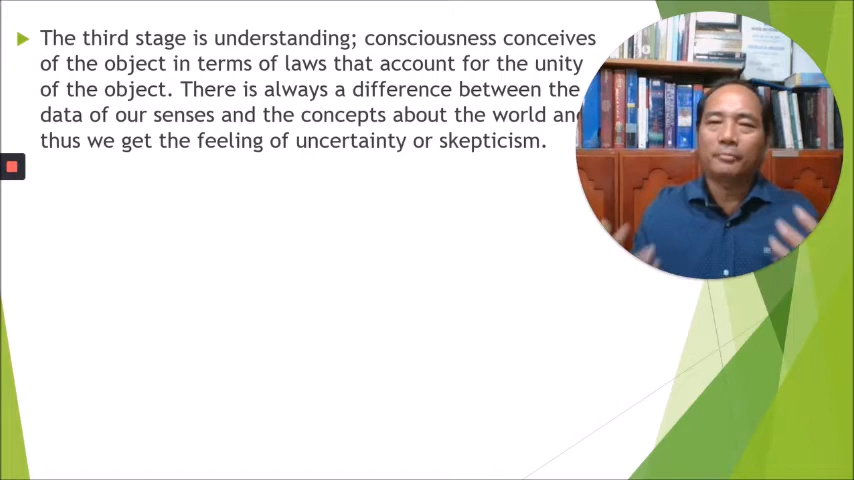 The third stage is understanding; consciousness conceives
of the object in terms of laws that account for the unity
of the object. There is always a difference between the
data of our senses and the concepts about the world and
thus we get the feeling of uncertainty or skepticism.